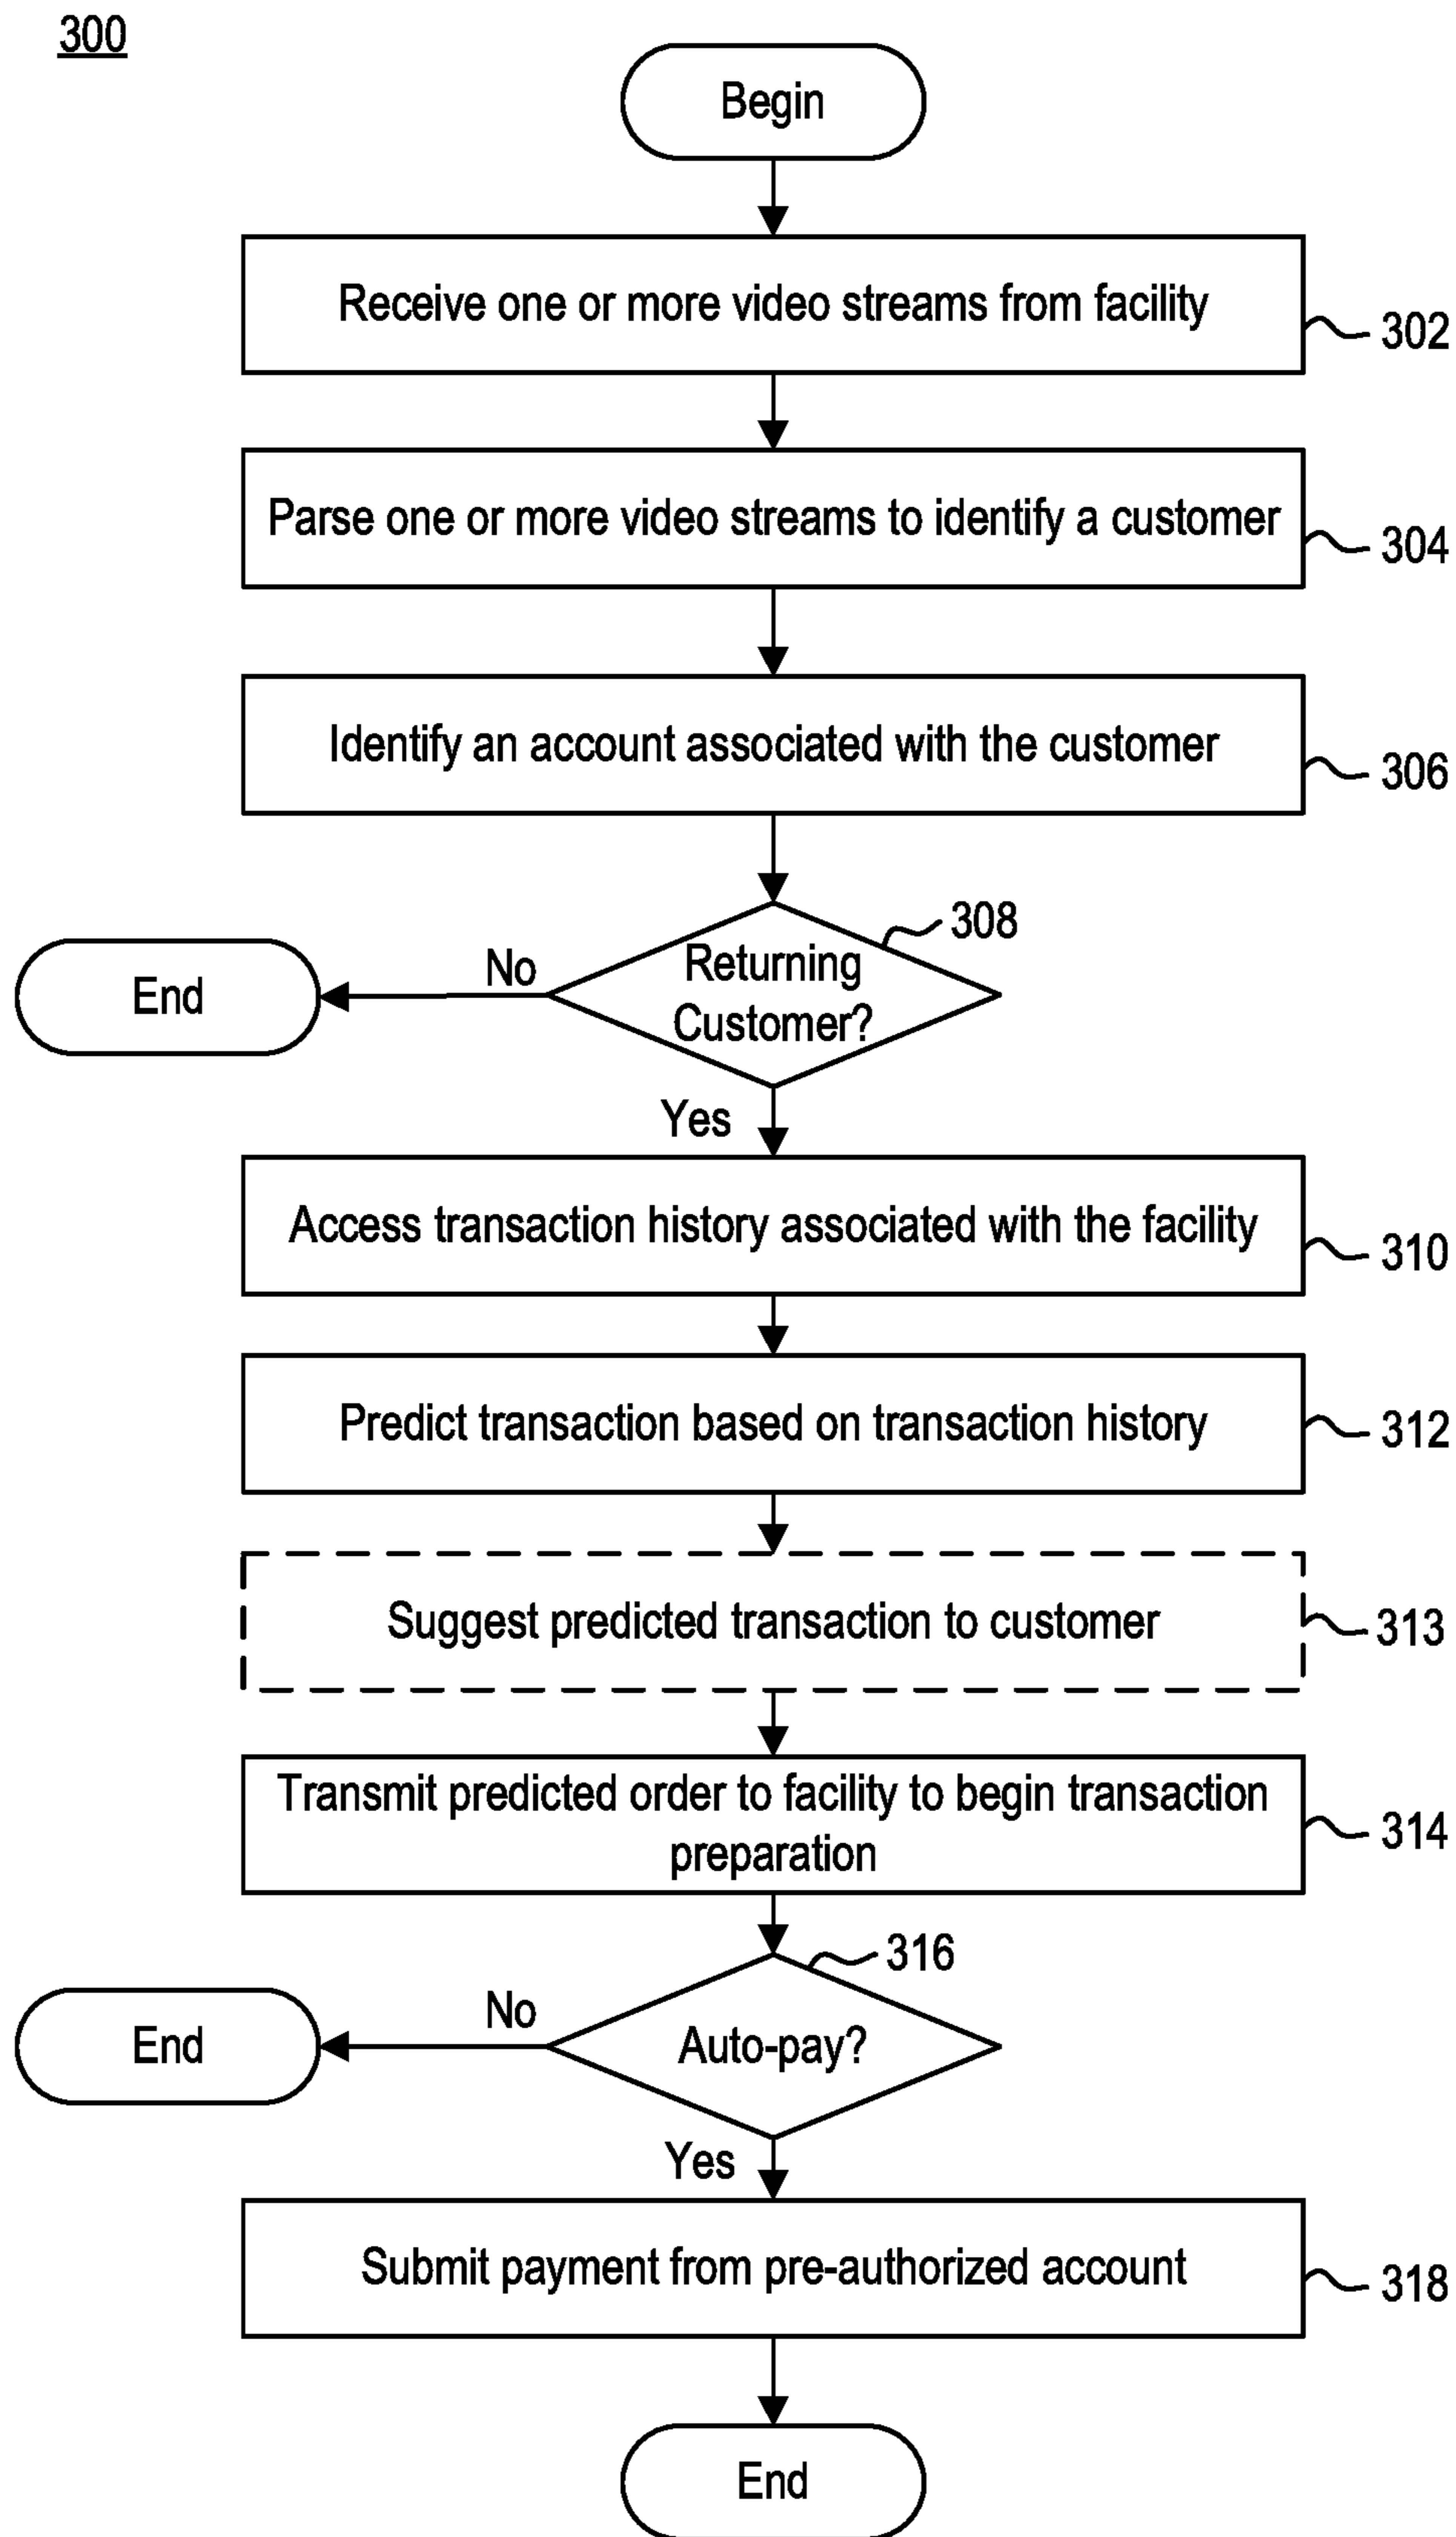 300
Begin
Receive one or more video streams from facility
302
Parse one or more video streams to identify a customer
304
Identify an account associated with the customer
306
308
Returning
Customer?
No
End
Yes
Access transaction history associated with the facility
310
Predict transaction based on transaction history
312
Suggest predicted transaction to customer
313
Transmit predicted order to facility to begin transaction
preparation
314
316
Auto-pay?
No
End
Yes
Submit payment from pre-authorized account
318
End